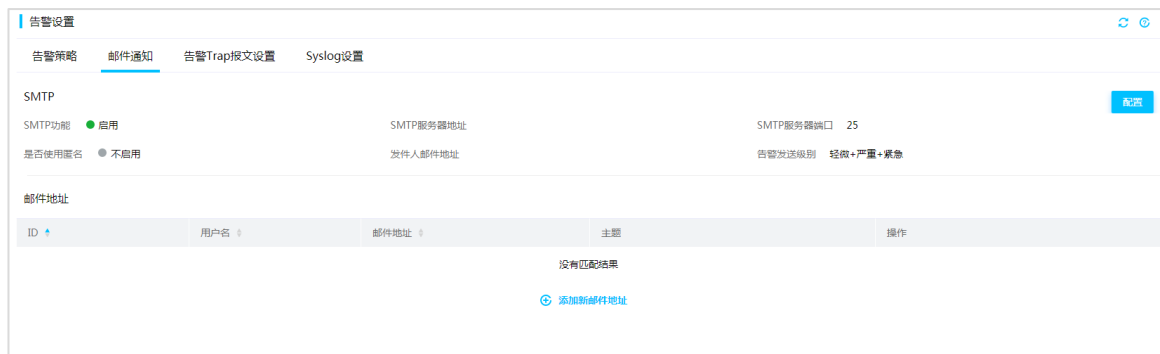 告警设置
告警策略 邮件通知 告警Trap报文设置 Syslog设置
SMTP
配置
SMTP功能 启用 SMTP服务器地址 SMTP服务器端口 25
是否使用匿名 不启用 发件人邮件地址 告警发送级别 轻微+严重+紧急
邮件地址
ID 用户名 邮件地址 主题 操作
没有匹配结果
添加新邮件地址